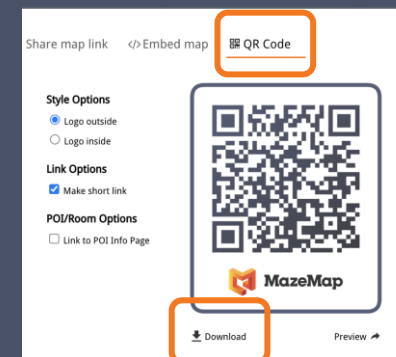 Share map link </> Embed map QR Code
Style Options
Logo outside
Logo inside
Link Options
Make short link
POI/Room Options
Link to POI Info Page
MazeMap
Download Preview